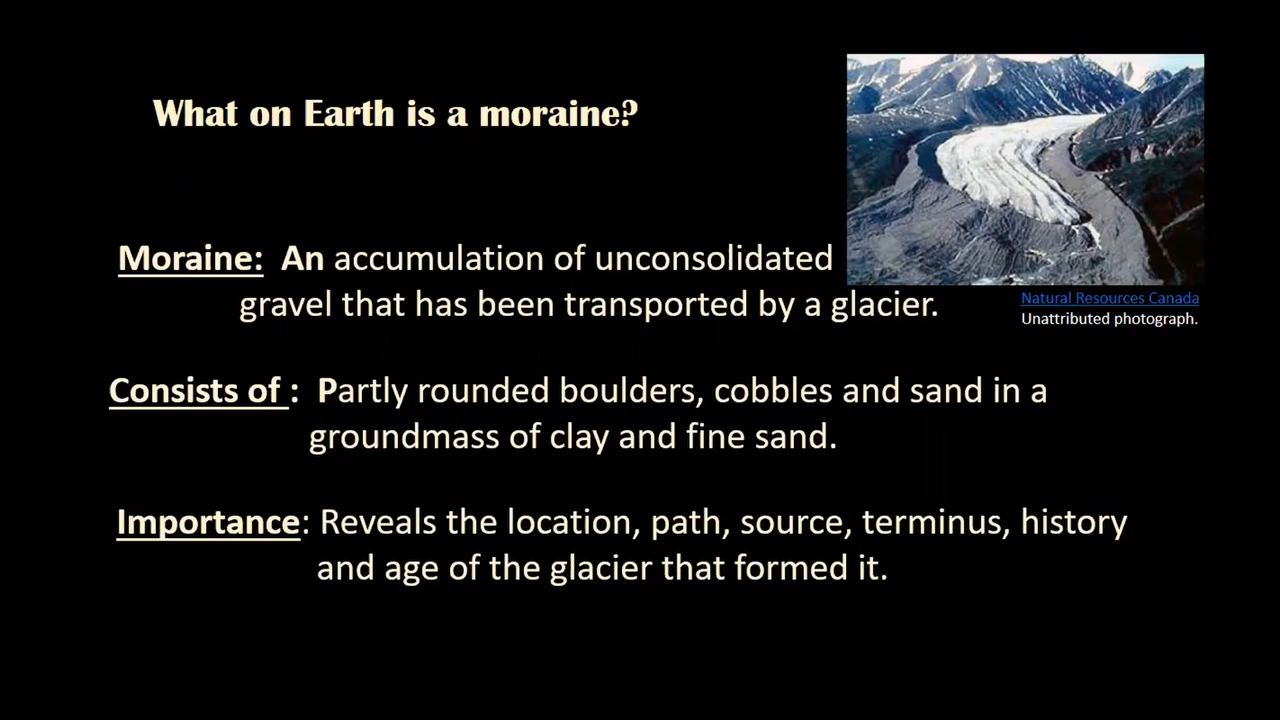 What on Earth is a moraine?
Moraine: An accumulation of unconsolidated
gravel that has been transported by a glacier.
Natural Resources Canada
Unattributed photograph.
Consists of : Partly rounded boulders, cobbles and sand in a
groundmass of clay and fine sand.
Importance: Reveals the location, path, source, terminus, history
and age of the glacier that formed it.